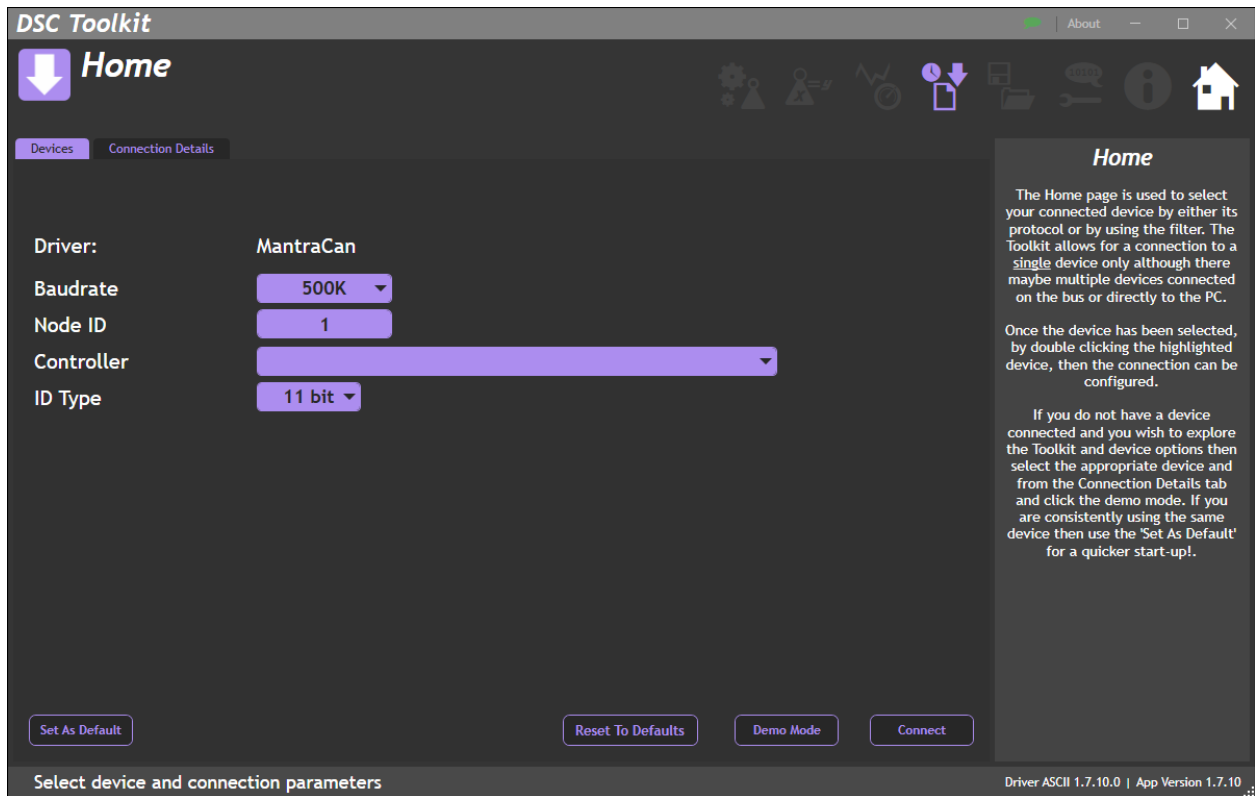 DSC Toolkit
About
Home
Devices
Connection Details
Driver:
MantraCan
Baudrate
500K
Node ID
1
Controller
ID Type
11 bit
Set As Default
Reset To Defaults
Demo Mode
Connect
Home
The Home page is used to select
your connected device by either its
protocol or by using the filter. The
Toolkit allows for a connection to a
single device only although there
maybe multiple devices connected
on the bus or directly to the PC.
Once the device has been selected,
by double clicking the highlighted
device, then the connection can be
configured.
If you do not have a device
connected and you wish to explore
the Toolkit and device options then
select the appropriate device and
from the Connection Details tab
and click the demo mode. If you
are consistently using the same
device then use the 'Set As Default'
for a quicker start-up!.
Select device and connection parameters
Driver ASCII 1.7.10.0 | App Version 1.7.10